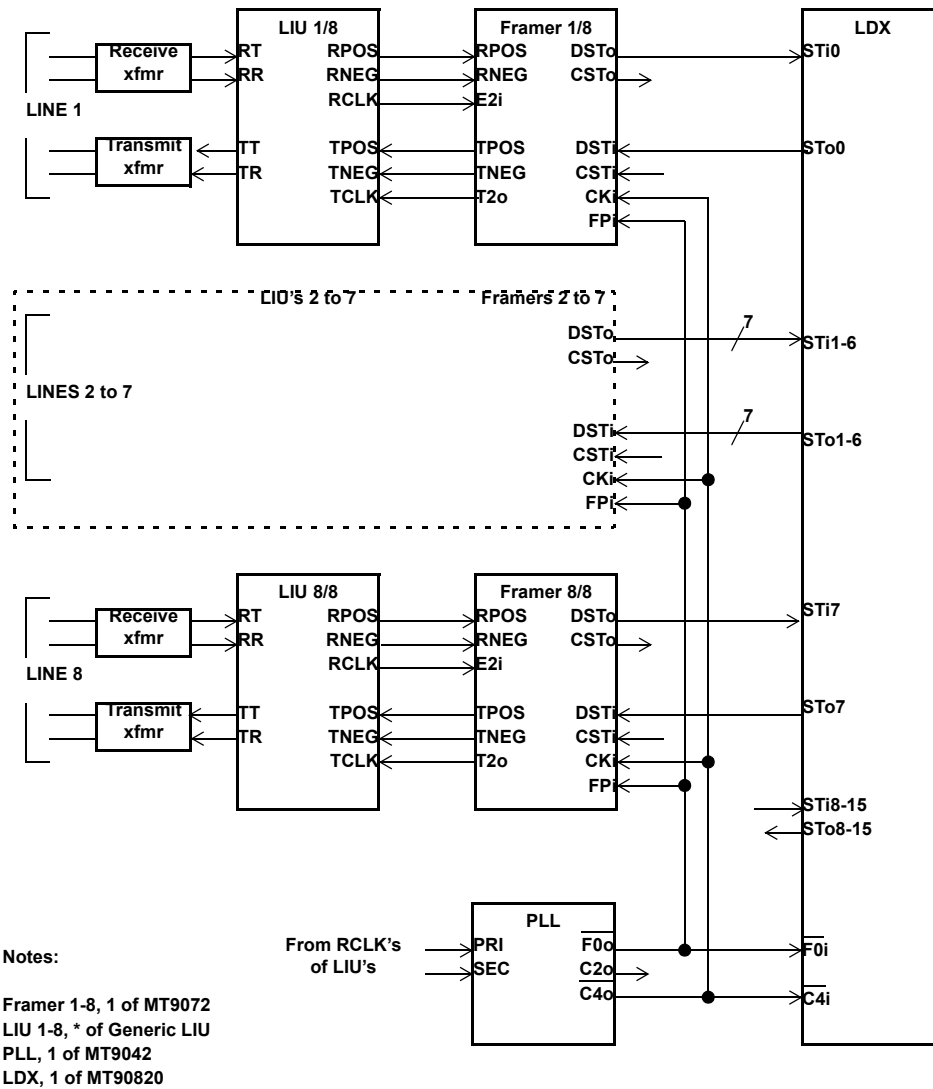 LIU 1/8
Framer 1/8
LDX
Receive
xfmr
RT
RPOS
RPOS
DSTo
STi0
RR
RNEG
RNEG
CSTo
RCLK
E2i
LINE 1
Transmit
xfmr
TT
TPOS
TPOS
DSTi
STo0
TR
TNEG
TNEG
CSTi
TCLK
T2o
CKi
FPi
LIU's 2 to 7
Framers 2 to 7
7
DSTo
STi1-6
CSTo
LINES 2 to 7
7
DSTi
STo1-6
CSTi
CKi
FPi
LIU 8/8
Framer 8/8
Receive
xfmr
RT
RPOS
RPOS
DSTo
STi7
RR
RNEG
RNEG
CSTo
RCLK
E2i
LINE 8
Transmit
xfmr
TT
TPOS
TPOS
DSTi
STo7
TR
TNEG
TNEG
CSTi
TCLK
T2o
CKi
FPi
STi8-15
STo8-15
PLL
From RCLK's
of LIU's
PRI
F0o
F0i
SEC
C2o
C4o
C4i
Notes:
Framer 1-8, 1 of MT9072
LIU 1-8, * of Generic LIU
PLL, 1 of MT9042
LDX, 1 of MT90820